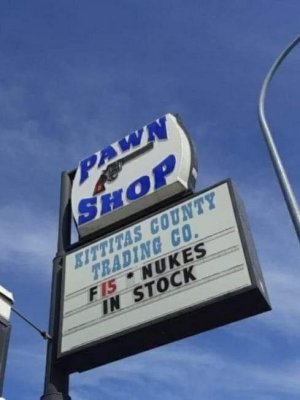 PAWN
SHOP
KITTITAS COUNTY
TRADING CO.
F15 * NUKES
IN STOCK